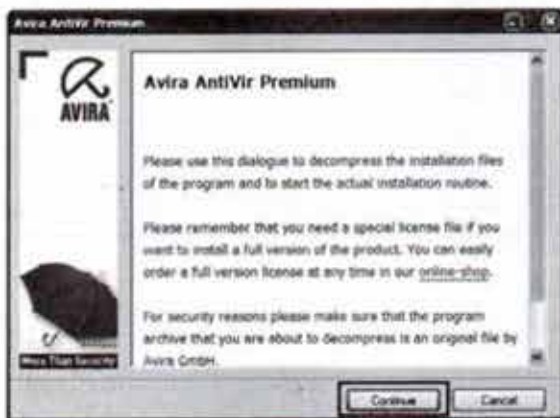 Avira AntiVir Premium
AVIRA
Avira AntiVir Premium
Please use this dialogue to decompress the installation files
of the program and to start the actual installation routine.
Please remember that you need a special license file if you
want to install a full version of the product. You can easily
order a full version license at any time in our online-shop.
For security reasons please make sure that the program
archive that you are about to decompress is an original file by
Avira GmbH.
More Than Security
Continue
Cancel